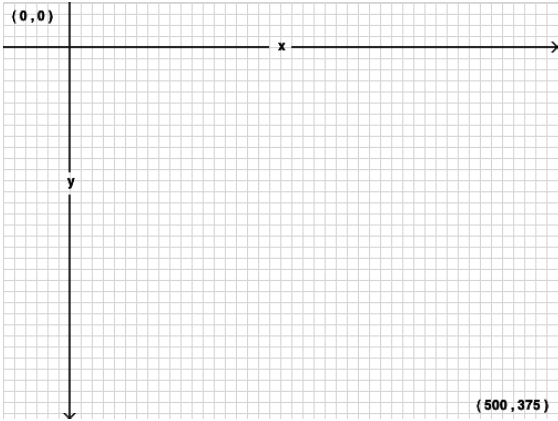 (0,0)
x
y
(500,375)